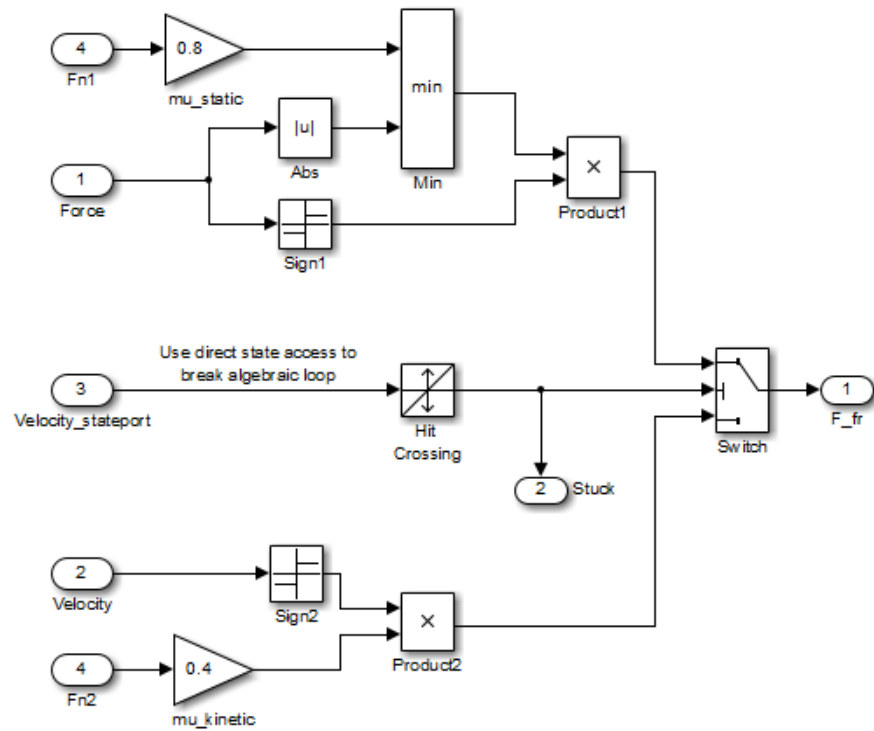 4
Fn1
0.8
mu_static
min
Min
|u|
Abs
1
Force
Sign1
×
Product1
Use direct state access to
break algebraic loop
3
Velocity_stateport
Hit
Crossing
2
Stuck
Switch
1
F_fr
2
Velocity
Sign2
×
Product2
4
Fn2
0.4
mu_kinetic